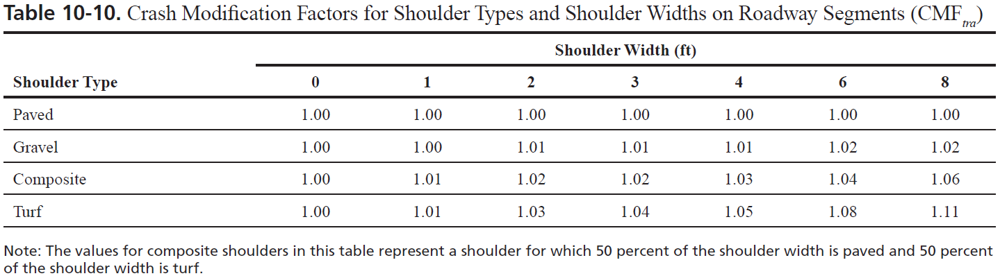 Table 10-10. Crash Modification Factors for Shoulder Types and Shoulder Widths on Roadway Segments (CMFtra)
Shoulder Width (ft)
Shoulder Type 0 1 2 3 4 6 8
Paved 1.00 1.00 1.00 1.00 1.00 1.00 1.00
Gravel 1.00 1.00 1.01 1.01 1.01 1.02 1.02
Composite 1.00 1.01 1.02 1.02 1.03 1.04 1.06
Turf 1.00 1.01 1.03 1.04 1.05 1.08 1.11
Note: The values for composite shoulders in this table represent a shoulder for which 50 percent of the shoulder width is paved and 50 percent
of the shoulder width is turf.